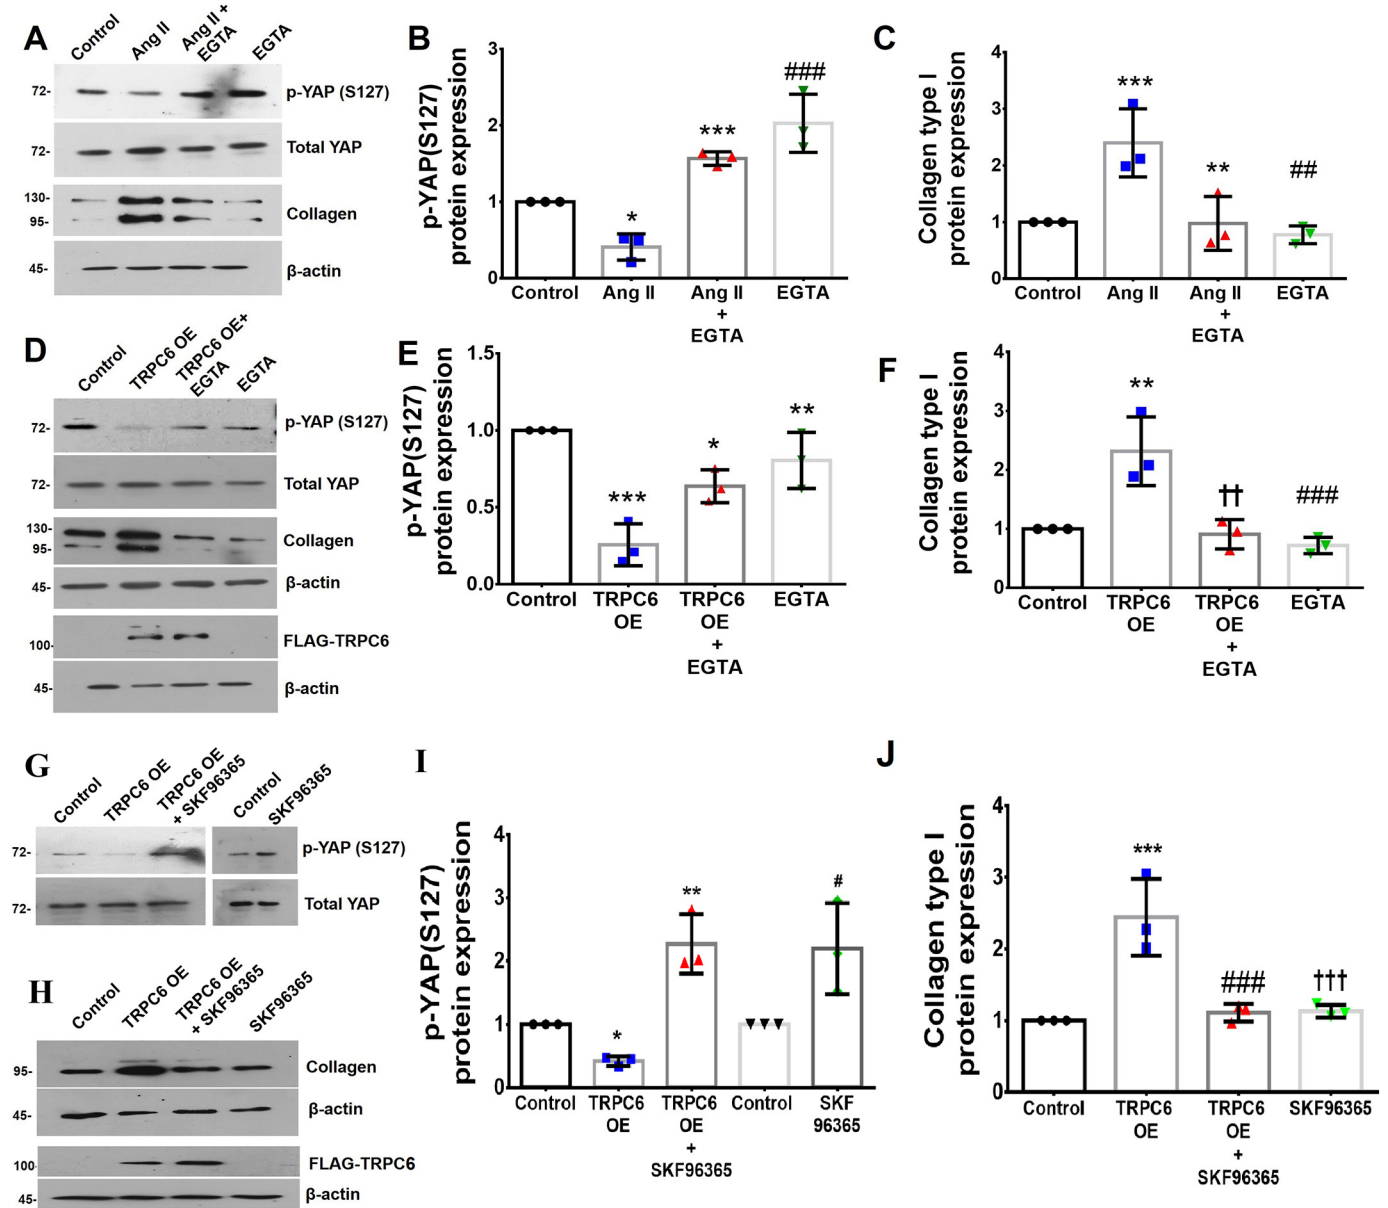 A
Control
Ang II
Ang II +
EGTA
EGTA
72-
p-YAP (S127)
72-
Total YAP
130-
95-
Collagen
45-
β-actin
B
p-YAP(S127)
protein expression
3
2
1
0
*
***
###
Control
Ang II
Ang II
+
EGTA
EGTA
C
Collagen type I
protein expression
4
3
2
1
0
***
**
##
Control
Ang II
Ang II
+
EGTA
EGTA
D
Control
TRPC6 OE
TRPC6 OE+
EGTA
EGTA
72-
p-YAP (S127)
72-
Total YAP
130-
95-
Collagen
45-
β-actin
100-
FLAG-TRPC6
45-
β-actin
E
p-YAP(S127)
protein expression
1.5
1.0
0.5
0.0
***
*
**
Control
TRPC6
OE
TRPC6
OE
+
EGTA
EGTA
F
Collagen type I
protein expression
4
3
2
1
0
**
††
###
Control
TRPC6
OE
TRPC6
OE
+
EGTA
EGTA
G
Control
TRPC6 OE
TRPC6 OE
+ SKF96365
Control
SKF96365
72-
p-YAP (S127)
72-
Total YAP
H
Control
TRPC6 OE
TRPC6 OE
+ SKF96365
SKF96365
95-
Collagen
45-
β-actin
100-
FLAG-TRPC6
45-
β-actin
I
p-YAP(S127)
protein expression
4
3
2
1
0
*
**
#
Control
TRPC6
OE
TRPC6
OE
+
SKF96365
Control
SKF
96365
J
Collagen type I
protein expression
4
3
2
1
0
***
###
†††
Control
TRPC6
OE
TRPC6
OE
+
SKF96365
SKF96365